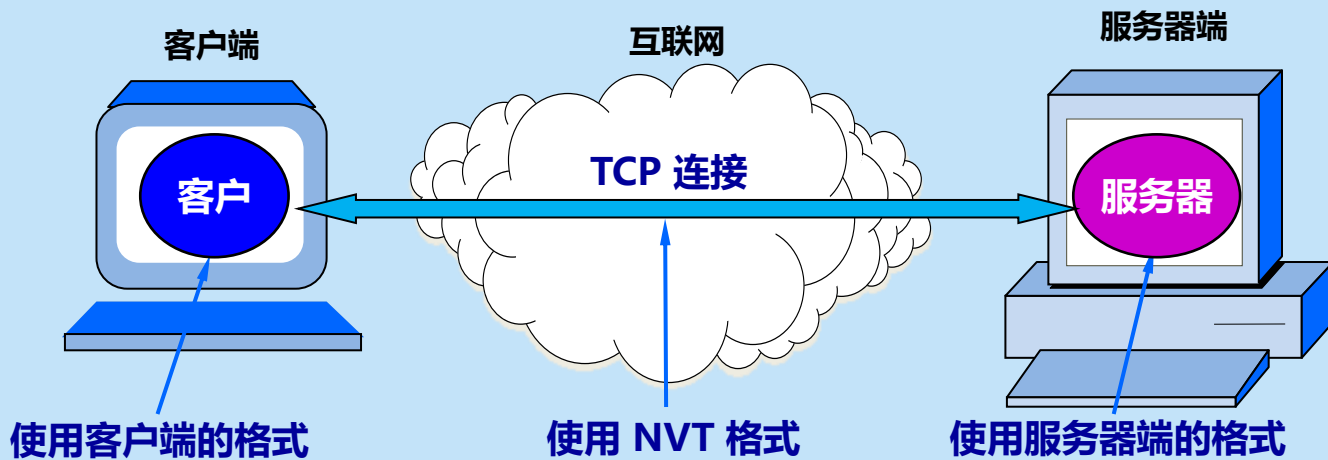 客户端
互联网
服务器端
TCP 连接
客户
服务器
使用客户端的格式
使用 NVT 格式
使用服务器端的格式